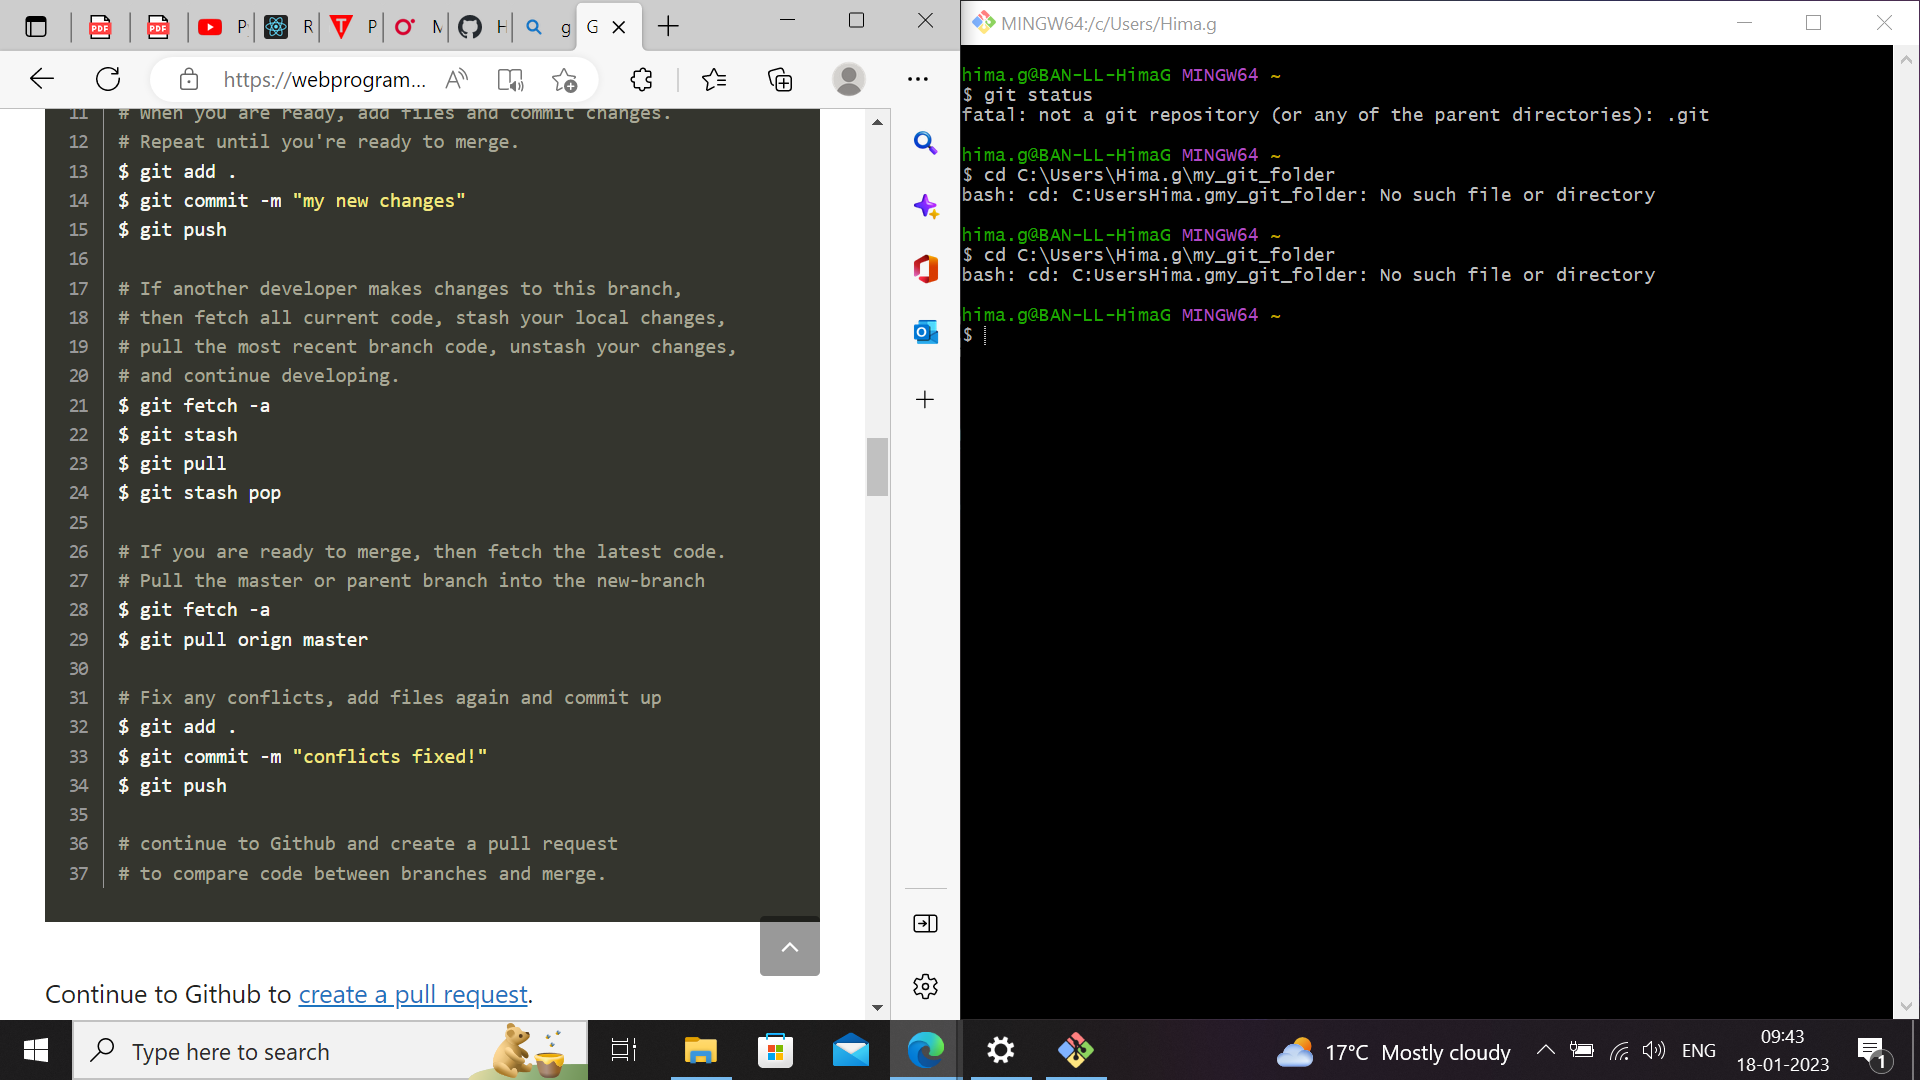 P
R
P
M
H
g
G
https://webprogram...
11 # When you are ready, add files and commit changes.
12 # Repeat until you're ready to merge.
13 $ git add .
14 $ git commit -m "my new changes"
15 $ git push
16
17 # If another developer makes changes to this branch,
18 # then fetch all current code, stash your local changes,
19 # pull the most recent branch code, unstash your changes,
20 # and continue developing.
21 $ git fetch -a
22 $ git stash
23 $ git pull
24 $ git stash pop
25
26 # If you are ready to merge, then fetch the latest code.
27 # Pull the master or parent branch into the new-branch
28 $ git fetch -a
29 $ git pull orign master
30
31 # Fix any conflicts, add files again and commit up
32 $ git add .
33 $ git commit -m "conflicts fixed!"
34 $ git push
35
36 # continue to Github and create a pull request
37 # to compare code between branches and merge.
Continue to Github to create a pull request.
MINGW64:/c/Users/Hima.g
hima.g@BAN-LL-HimaG MINGW64 ~
$ git status
fatal: not a git repository (or any of the parent directories): .git
hima.g@BAN-LL-HimaG MINGW64 ~
$ cd C:\Users\Hima.g\my_git_folder
bash: cd: C:UsersHima.gmy_git_folder: No such file or directory
hima.g@BAN-LL-HimaG MINGW64 ~
$ cd C:\Users\Hima.g\my_git_folder
bash: cd: C:UsersHima.gmy_git_folder: No such file or directory
hima.g@BAN-LL-HimaG MINGW64 ~
$
Type here to search
17°C Mostly cloudy
ENG
09:43
18-01-2023
1